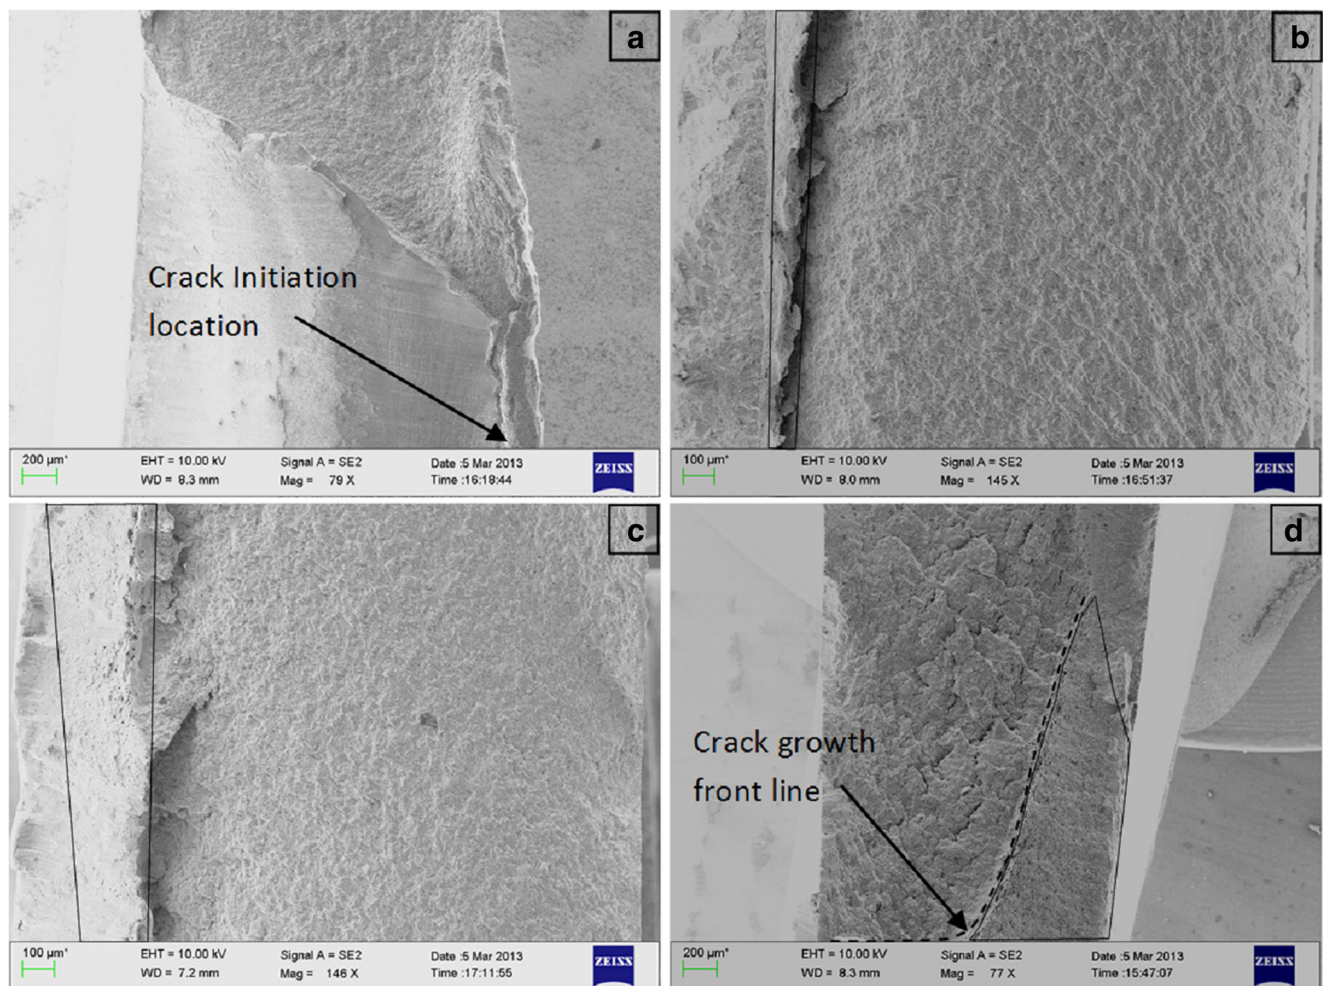 a
Crack Initiation
location
200 µm*
EHT = 10.00 kV
Signal A = SE2
Date :5 Mar 2013
ZEISS
WD = 8.3 mm
Mag = 79 X
Time :16:18:44
b
100 µm*
EHT = 10.00 kV
Signal A = SE2
Date :5 Mar 2013
ZEISS
WD = 8.0 mm
Mag = 145 X
Time :16:51:37
c
100 µm*
EHT = 10.00 kV
Signal A = SE2
Date :5 Mar 2013
ZEISS
WD = 7.2 mm
Mag = 146 X
Time :17:11:55
d
Crack growth
front line
200 µm*
EHT = 10.00 kV
Signal A = SE2
Date :5 Mar 2013
ZEISS
WD = 8.3 mm
Mag = 77 X
Time :15:47:07